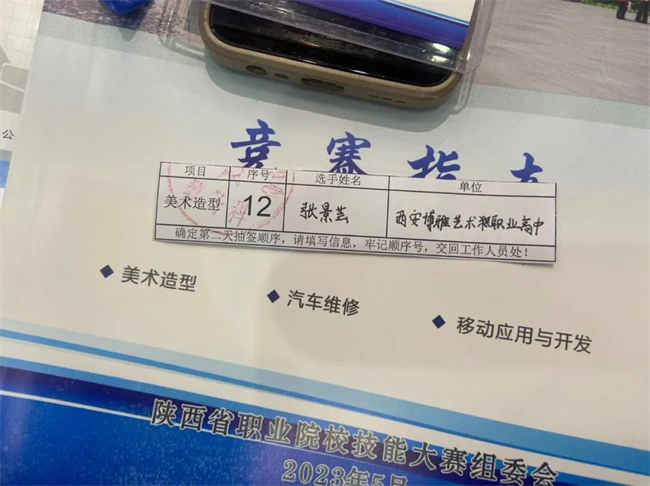 竞赛指南
项目 序号 选手姓名 单位
美术造型 12 张景芸 西安博雅艺术类职业高中
确定第二天抽签顺序，请填写信息，牢记顺序号，交回工作人员处！
◆ 美术造型
◆ 汽车维修
◆ 移动应用与开发
陕西省职业院校技能大赛组委会
2023年5月